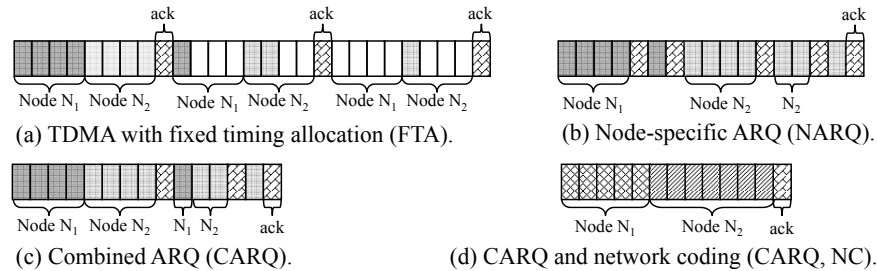 ack ack ack
Node N1 Node N2 Node N1 Node N2 Node N1 Node N2
(a) TDMA with fixed timing allocation (FTA).
ack
Node N1 Node N2 N2
(b) Node-specific ARQ (NARQ).
Node N1 Node N2 N1 N2 ack
(c) Combined ARQ (CARQ).
Node N1 Node N2 ack
(d) CARQ and network coding (CARQ, NC).